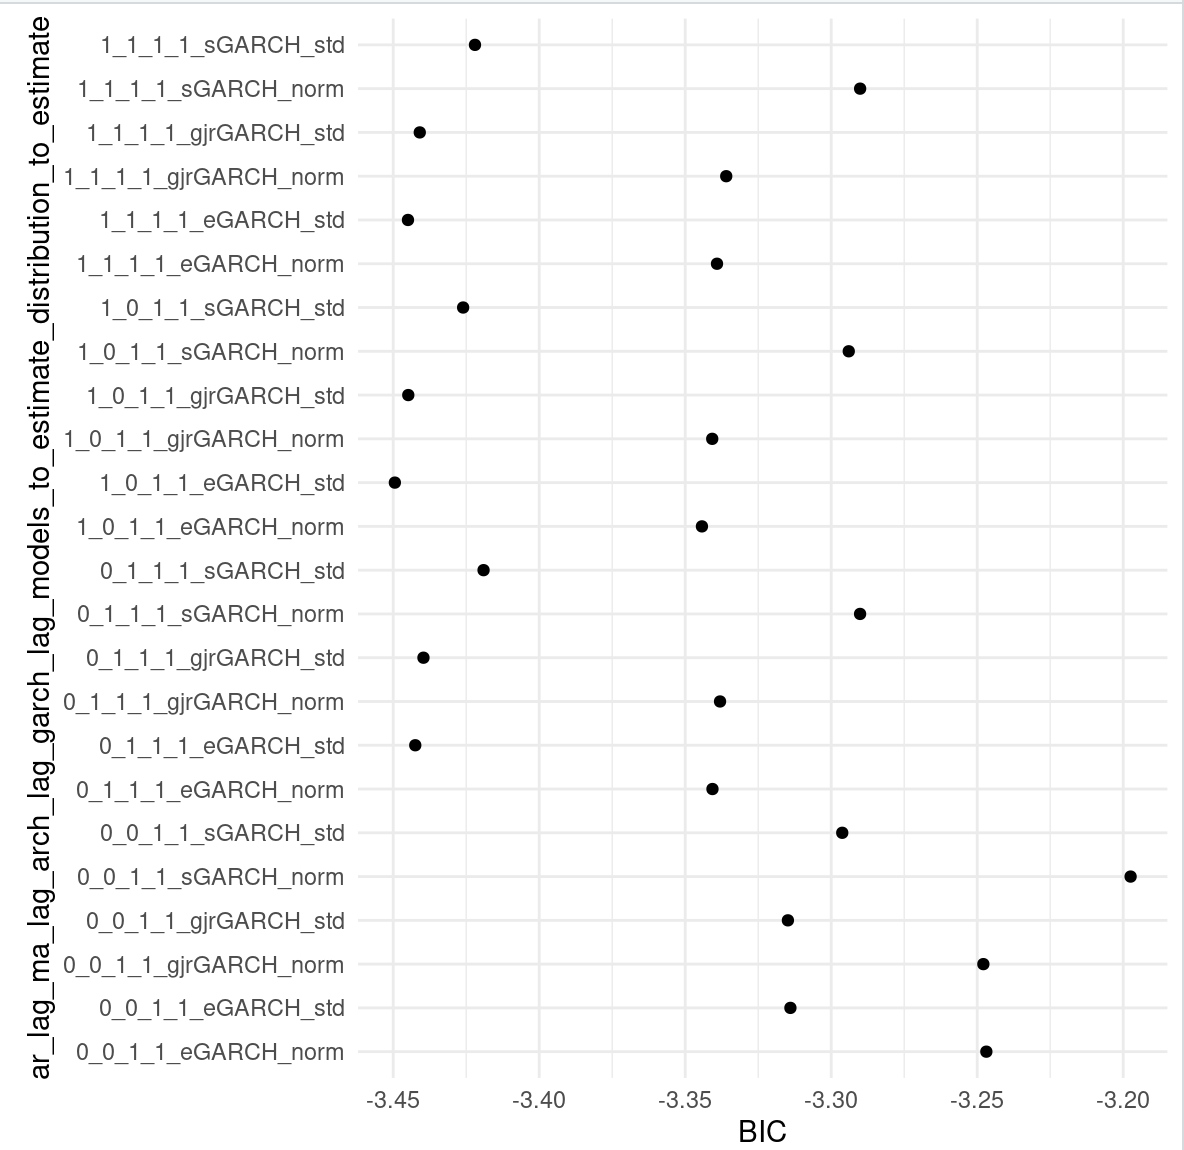 ar_lag_ma_lag_arch_lag_garch_lag_models_to_estimate_distribution_to_estimate
1_1_1_1_sGARCH_std
1_1_1_1_sGARCH_norm
1_1_1_1_gjrGARCH_std
1_1_1_1_gjrGARCH_norm
1_1_1_1_eGARCH_std
1_1_1_1_eGARCH_norm
1_0_1_1_sGARCH_std
1_0_1_1_sGARCH_norm
1_0_1_1_gjrGARCH_std
1_0_1_1_gjrGARCH_norm
1_0_1_1_eGARCH_std
1_0_1_1_eGARCH_norm
0_1_1_1_sGARCH_std
0_1_1_1_sGARCH_norm
0_1_1_1_gjrGARCH_std
0_1_1_1_gjrGARCH_norm
0_1_1_1_eGARCH_std
0_1_1_1_eGARCH_norm
0_0_1_1_sGARCH_std
0_0_1_1_sGARCH_norm
0_0_1_1_gjrGARCH_std
0_0_1_1_gjrGARCH_norm
0_0_1_1_eGARCH_std
0_0_1_1_eGARCH_norm
-3.45 -3.40 -3.35 -3.30 -3.25 -3.20
BIC